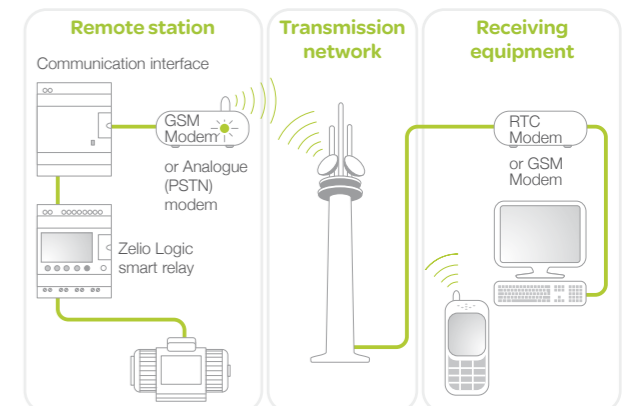 Remote station
Communication interface
GSM
Modem
or Analogue
(PSTN)
modem
Zelio Logic
smart relay
Transmission
network
Receiving
equipment
RTC
Modem
or GSM
Modem